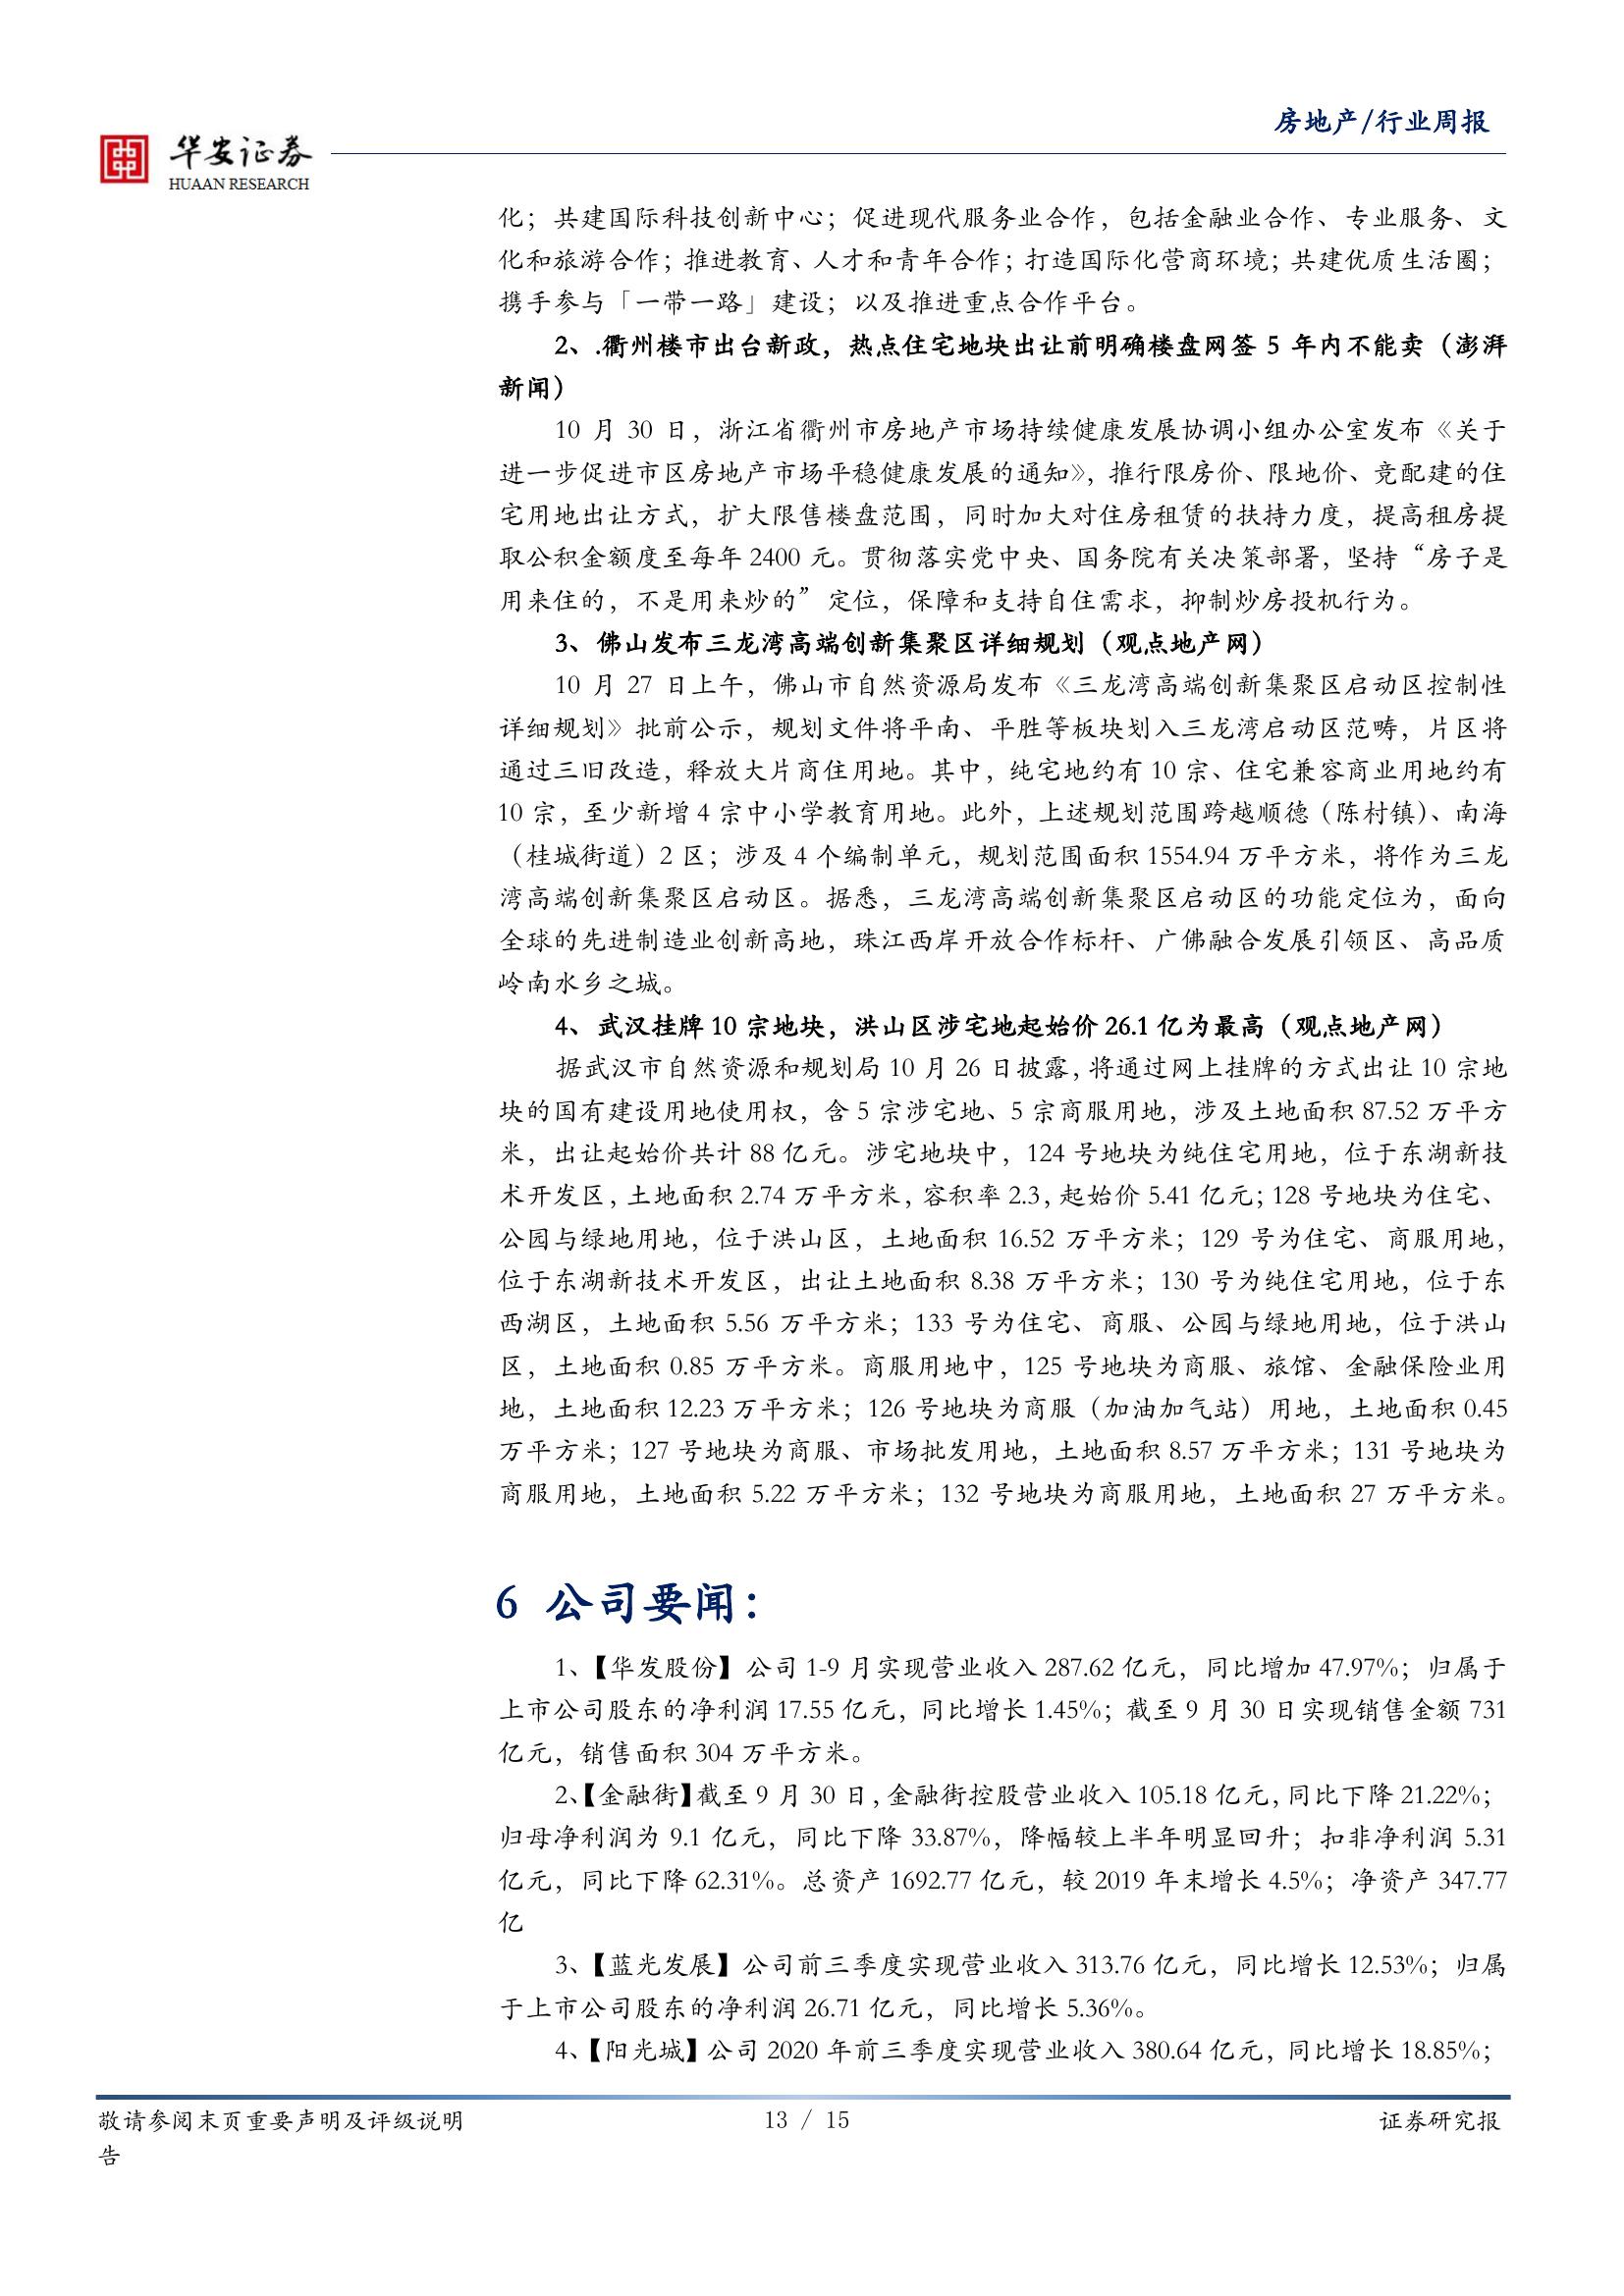 房地产/行业周报
华安证券
HUAAN RESEARCH
化；共建国际科技创新中心；促进现代服务业合作，包括金融业合作、专业服务、文
化和旅游合作；推进教育、人才和青年合作；打造国际化营商环境；共建优质生活圈；
携手参与「一带一路」建设；以及推进重点合作平台。
2、.衢州楼市出台新政，热点住宅地块出让前明确楼盘网签 5 年内不能卖（澎湃
新闻）
10 月 30 日，浙江省衢州市房地产市场持续健康发展协调小组办公室发布《关于
进一步促进市区房地产市场平稳健康发展的通知》，推行限房价、限地价、竞配建的住
宅用地出让方式，扩大限售楼盘范围，同时加大对住房租赁的扶持力度，提高租房提
取公积金额度至每年 2400 元。贯彻落实党中央、国务院有关决策部署，坚持“房子是
用来住的，不是用来炒的”定位，保障和支持自住需求，抑制炒房投机行为。
3、佛山发布三龙湾高端创新集聚区详细规划（观点地产网）
10 月 27 日上午，佛山市自然资源局发布《三龙湾高端创新集聚区启动区控制性
详细规划》批前公示，规划文件将平南、平胜等板块划入三龙湾启动区范畴，片区将
通过三旧改造，释放大片商住用地。其中，纯宅地约有 10 宗、住宅兼容商业用地约有
10 宗，至少新增 4 宗中小学教育用地。此外，上述规划范围跨越顺德（陈村镇）、南海
（桂城街道）2 区；涉及 4 个编制单元，规划范围面积 1554.94 万平方米，将作为三龙
湾高端创新集聚区启动区。据悉，三龙湾高端创新集聚区启动区的功能定位为，面向
全球的先进制造业创新高地，珠江西岸开放合作标杆、广佛融合发展引领区、高品质
岭南水乡之城。
4、武汉挂牌 10 宗地块，洪山区涉宅地起始价 26.1 亿为最高（观点地产网）
据武汉市自然资源和规划局 10 月 26 日披露，将通过网上挂牌的方式出让 10 宗地
块的国有建设用地使用权，含 5 宗涉宅地、5 宗商服用地，涉及土地面积 87.52 万平方
米，出让起始价共计 88 亿元。涉宅地块中，124 号地块为纯住宅用地，位于东湖新技
术开发区，土地面积 2.74 万平方米，容积率 2.3，起始价 5.41 亿元；128 号地块为住宅、
公园与绿地用地，位于洪山区，土地面积 16.52 万平方米；129 号为住宅、商服用地，
位于东湖新技术开发区，出让土地面积 8.38 万平方米；130 号为纯住宅用地，位于东
西湖区，土地面积 5.56 万平方米；133 号为住宅、商服、公园与绿地用地，位于洪山
区，土地面积 0.85 万平方米。商服用地中，125 号地块为商服、旅馆、金融保险业用
地，土地面积 12.23 万平方米；126 号地块为商服（加油加气站）用地，土地面积 0.45
万平方米；127 号地块为商服、市场批发用地，土地面积 8.57 万平方米；131 号地块为
商服用地，土地面积 5.22 万平方米；132 号地块为商服用地，土地面积 27 万平方米。
6 公司要闻：
1、【华发股份】公司 1-9 月实现营业收入 287.62 亿元，同比增加 47.97%；归属于
上市公司股东的净利润 17.55 亿元，同比增长 1.45%；截至 9 月 30 日实现销售金额 731
亿元，销售面积 304 万平方米。
2、【金融街】截至 9 月 30 日，金融街控股营业收入 105.18 亿元，同比下降 21.22%；
归母净利润为 9.1 亿元，同比下降 33.87%，降幅较上半年明显回升；扣非净利润 5.31
亿元，同比下降 62.31%。总资产 1692.77 亿元，较 2019 年末增长 4.5%；净资产 347.77
亿
3、【蓝光发展】公司前三季度实现营业收入 313.76 亿元，同比增长 12.53%；归属
于上市公司股东的净利润 26.71 亿元，同比增长 5.36%。
4、【阳光城】公司 2020 年前三季度实现营业收入 380.64 亿元，同比增长 18.85%；
敬请参阅末页重要声明及评级说明 13 / 15 证券研究报
告